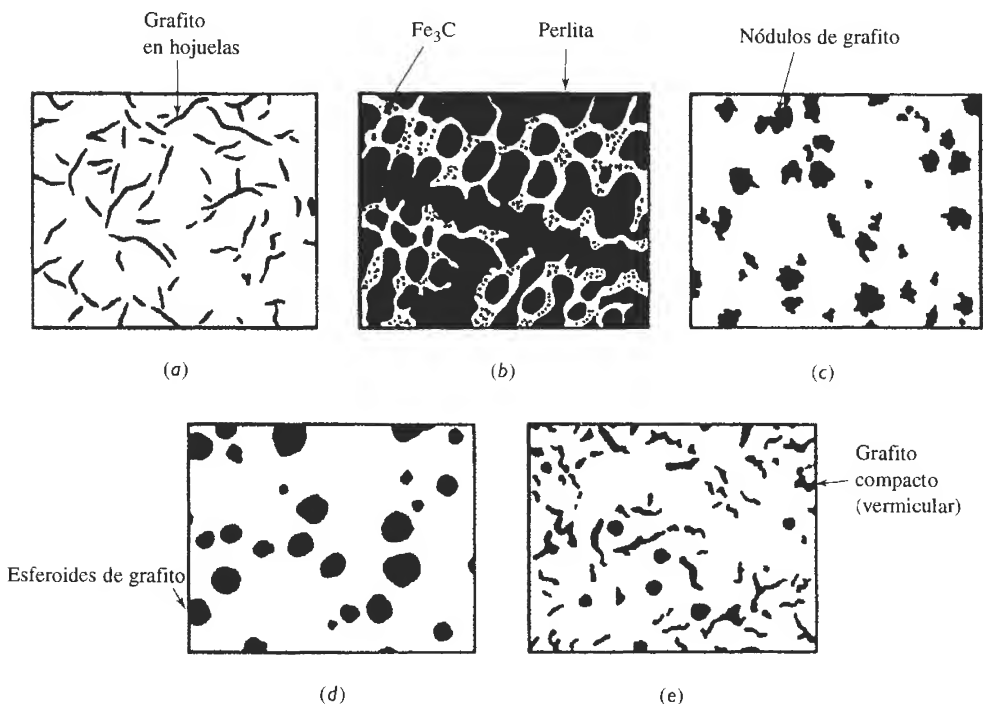 Grafito
en hojuelas
Fe₃C
Perlita
Nódulos de grafito
(a)
(b)
(c)
Esferoides de grafito
Grafito
compacto
(vermicular)
(d)
(e)